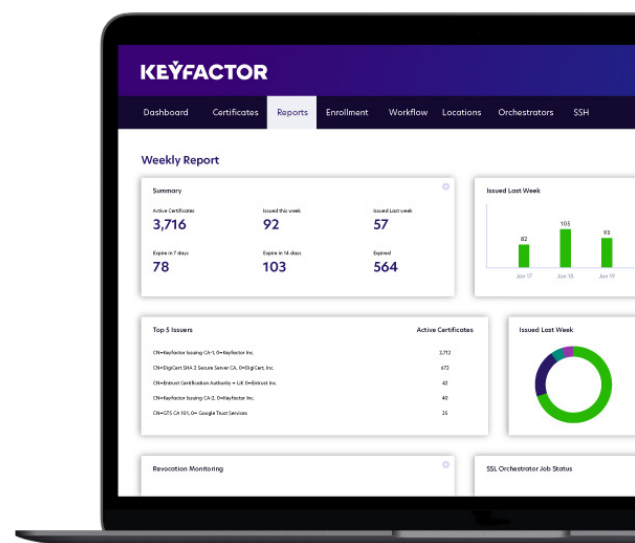 KEYFACTOR
Dashboard Certificates Reports Enrollment Workflow Locations Orchestrators SSH
Weekly Report
Summary
Active Certificates Issued this week Issued Last week
3,716 92 57
Expire in 7 days Expire in 14 days Expired
78 103 564
Issued Last Week
82 105 93
Jan 17 Jan 18 Jan 19
Top 5 Issuers Active Certificates
CN=Keyfactor Issuing CA-1, O=Keyfactor Inc. 2,712
CN=DigiCert SHA 2 Secure Server CA, O=DigiCert, Inc. 672
CN=Entrust Certification Authority = L1K O=Entrust Inc. 42
CN=Keyfactor Issuing CA-2, O=Keyfactor Inc. 40
CN=GTS CA 1O1, O= Google Trust Services 25
Issued Last Week
Revocation Monitoring
SSL Orchestrator Job Status